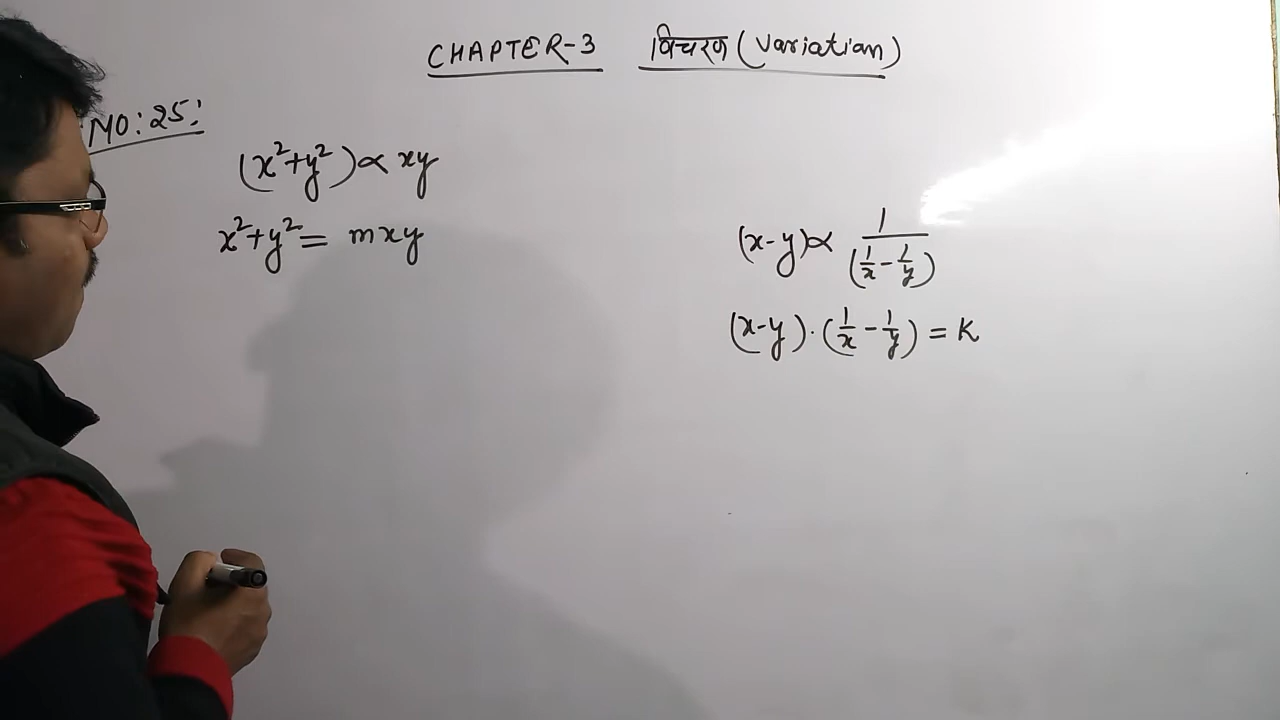 CHAPTER-3 विचरण (Variation)
NO: 25:
(x²+y²) ∝ xy
x²+y² = mxy
(x-y) ∝ 1/(1/x - 1/y)
(x-y)·(1/x - 1/y) = K